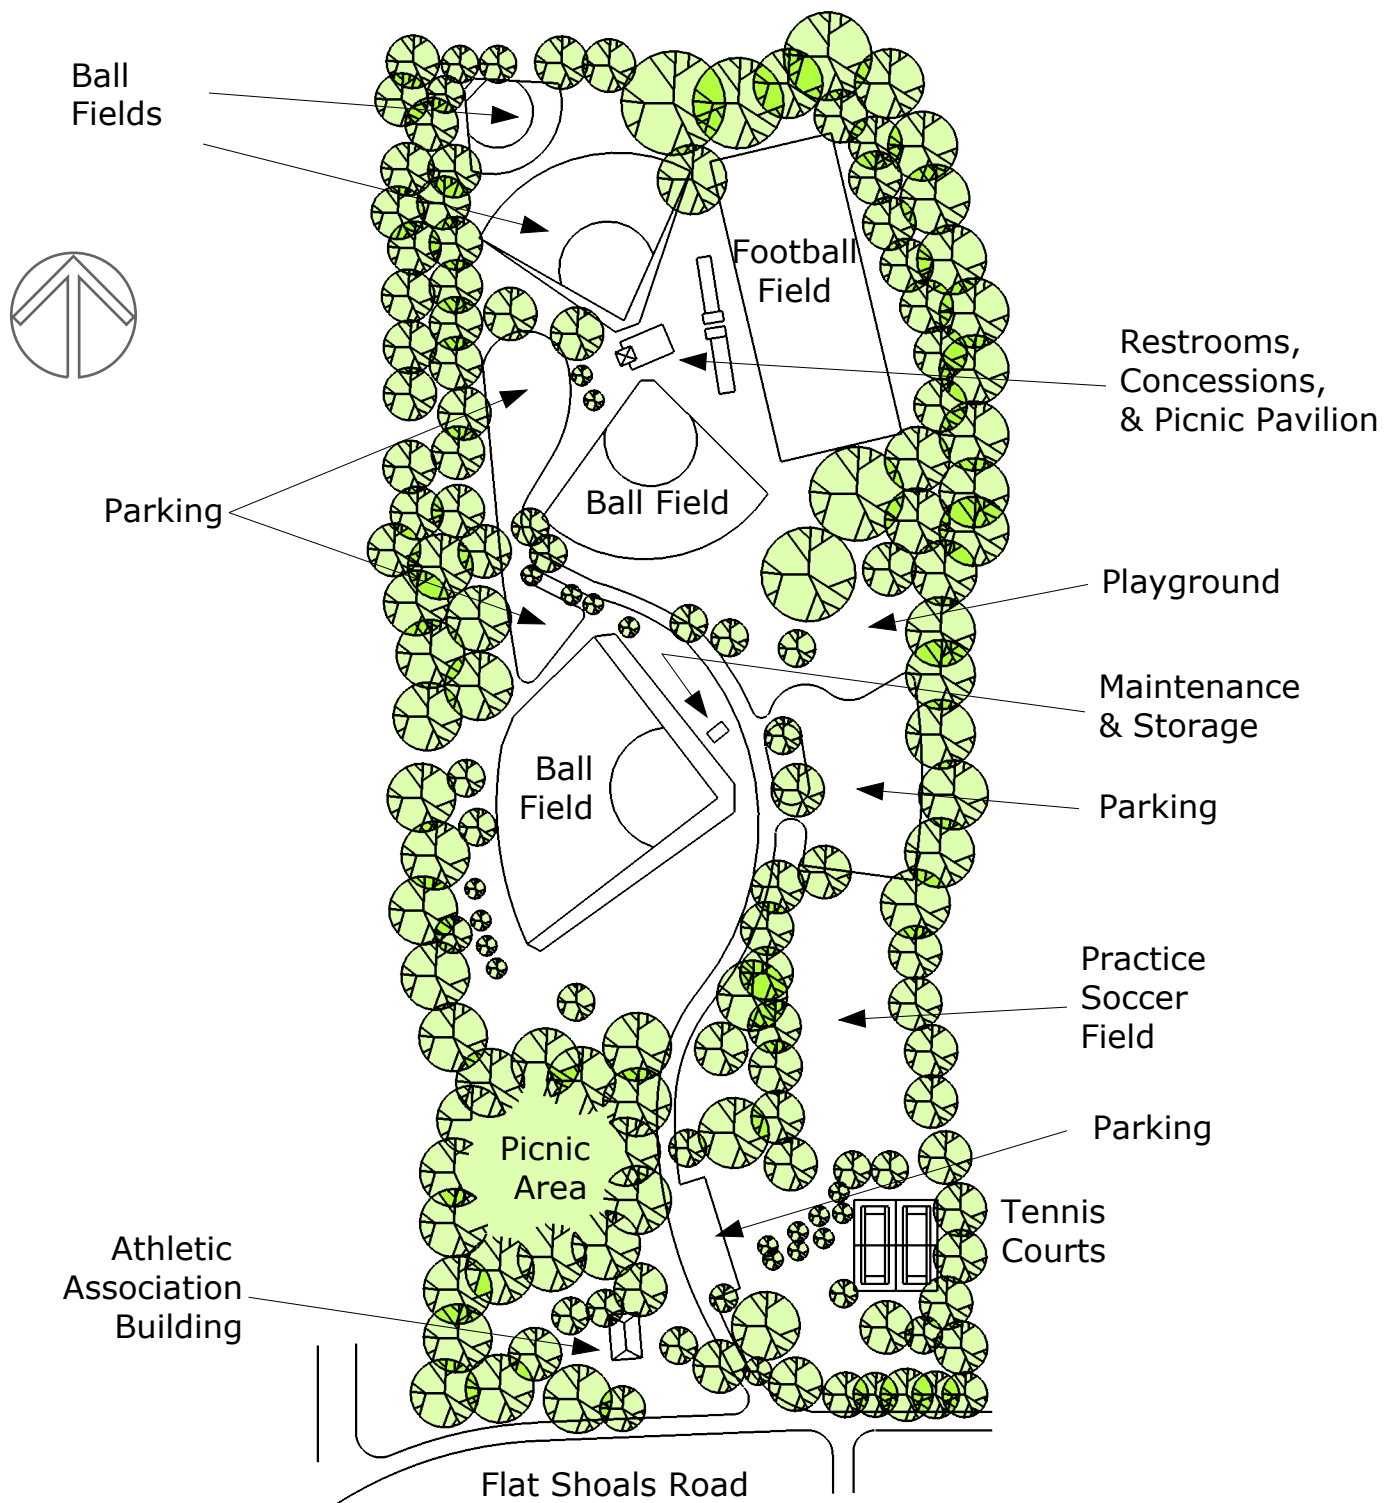 Ball
Fields
Football
Field
Restrooms,
Concessions,
& Picnic Pavilion
Ball Field
Parking
Playground
Maintenance
& Storage
Ball
Field
Parking
Practice
Soccer
Field
Parking
Picnic
Area
Tennis
Courts
Athletic
Association
Building
Flat Shoals Road